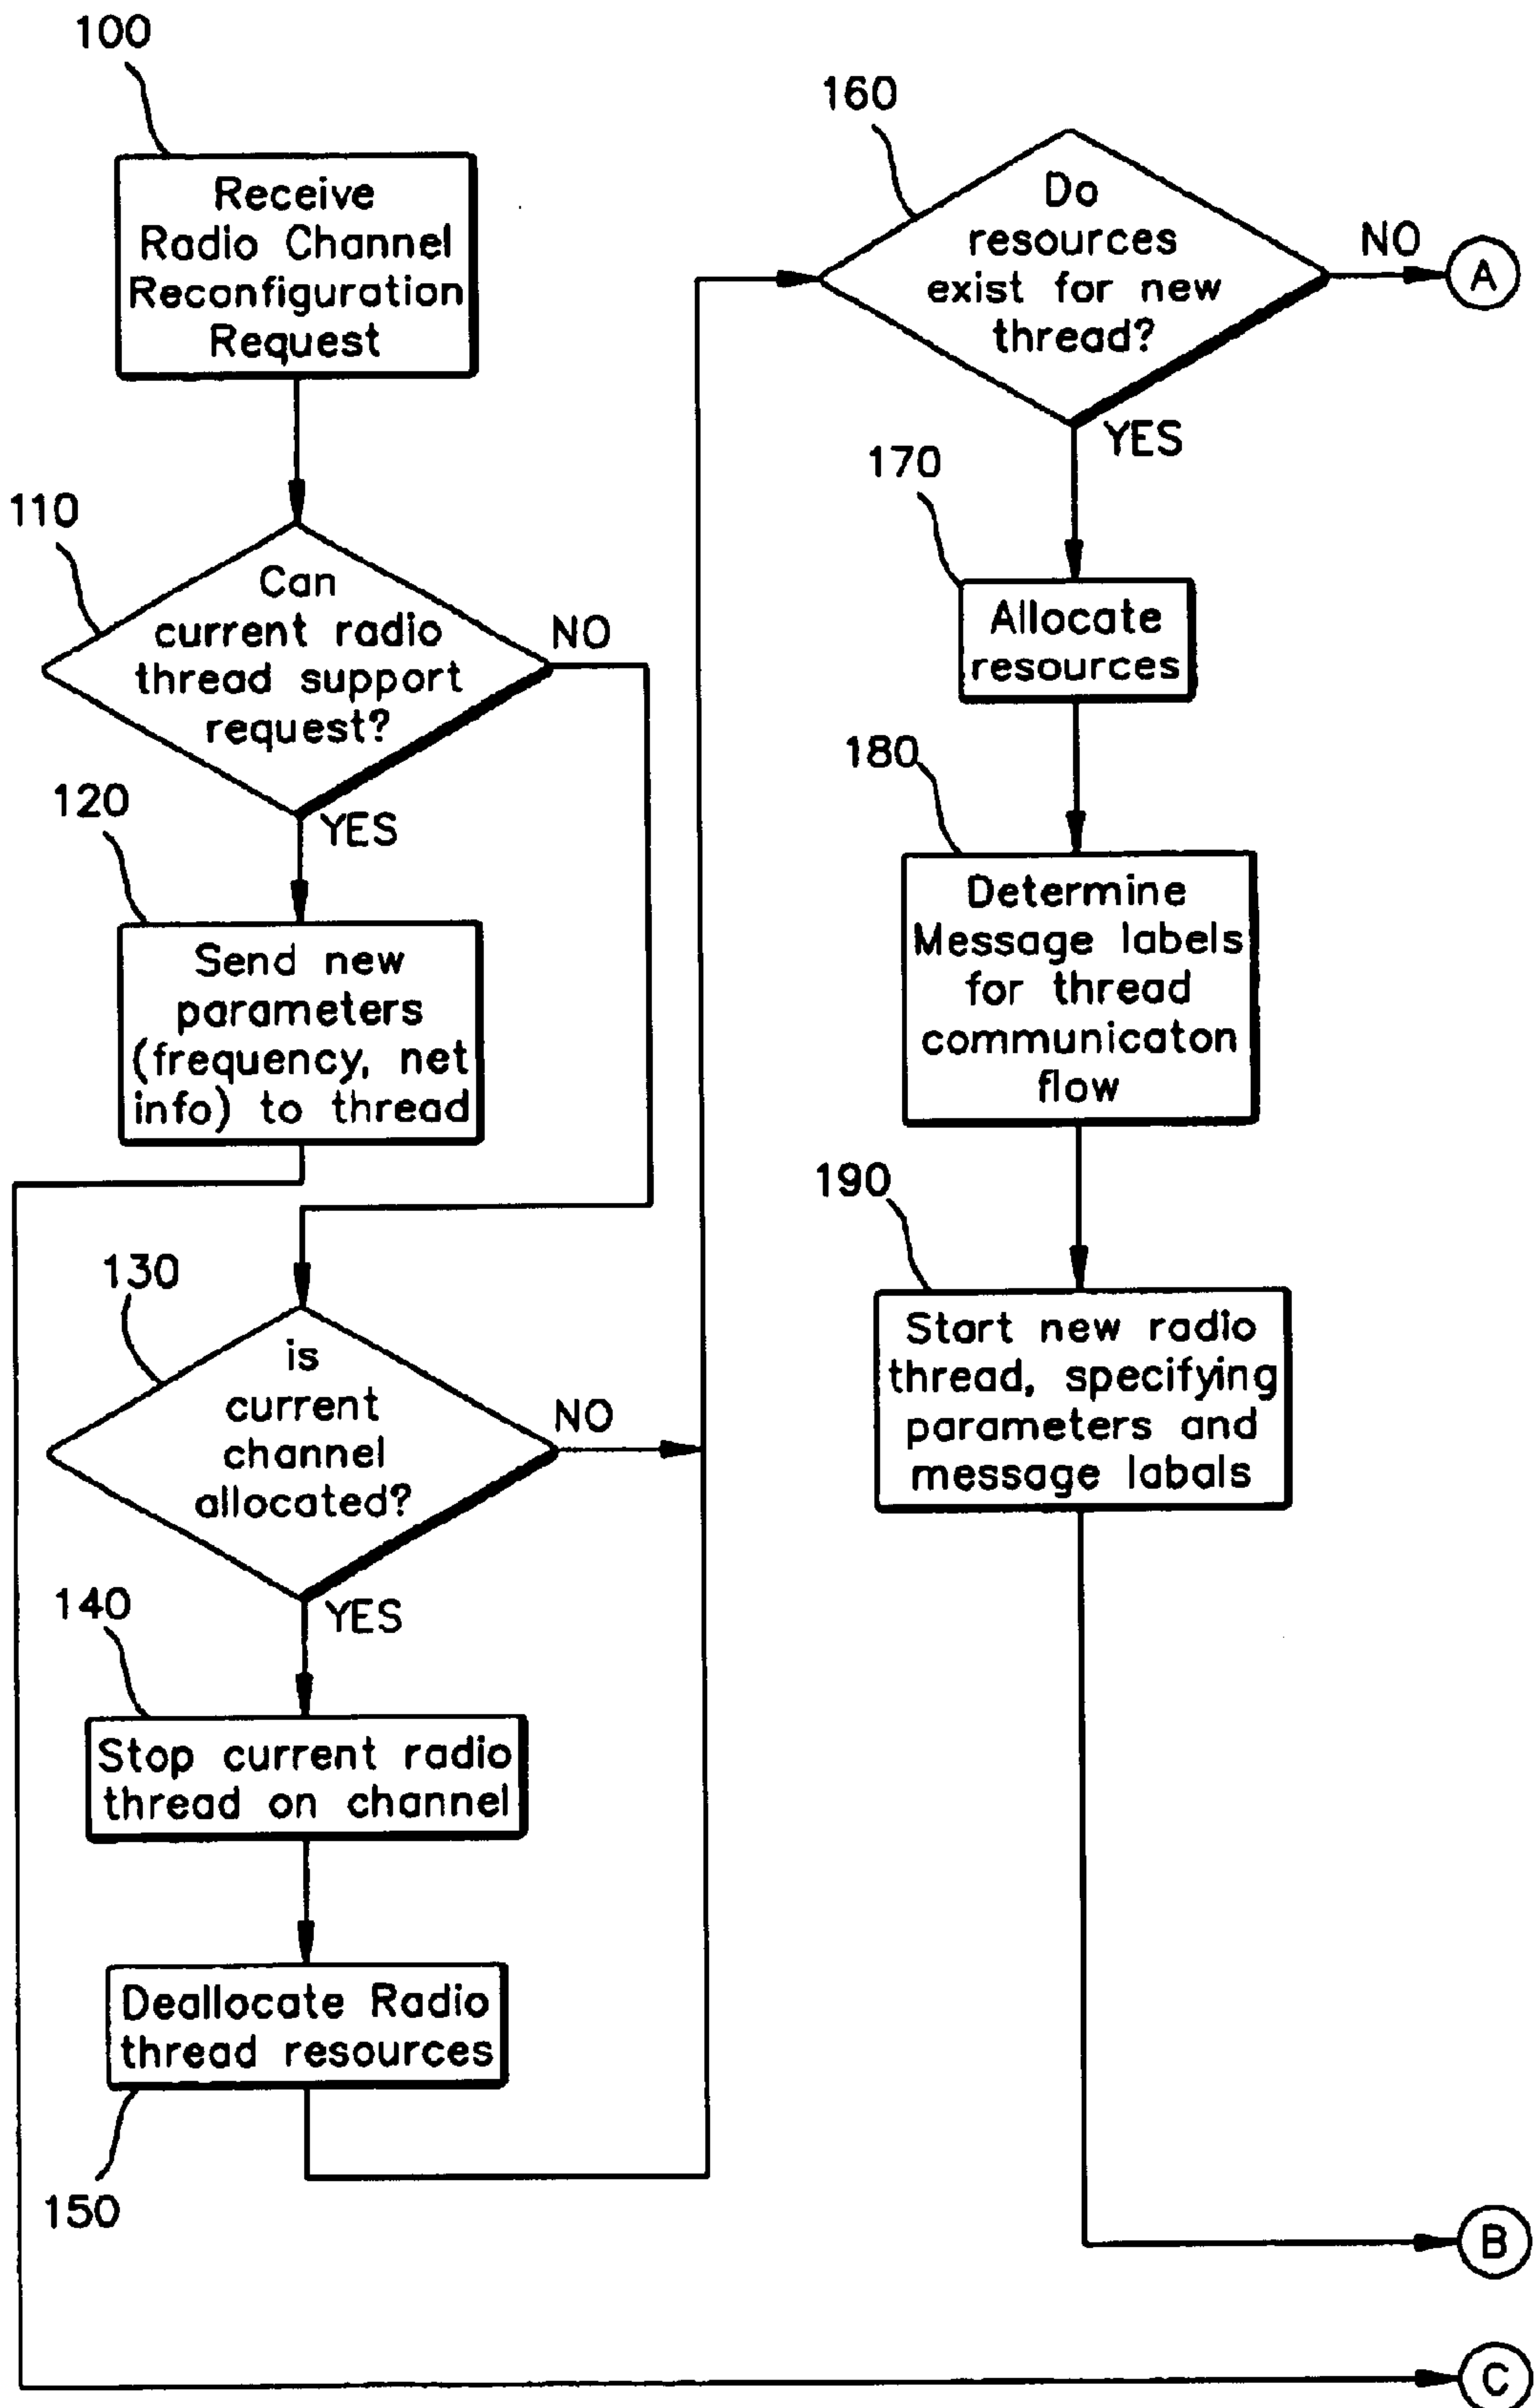 100
Receive
Radio Channel
Reconfiguration
Request
110
Can
current radio
thread support
request?
NO
YES
120
Send new
parameters
(frequency, net
info) to thread
130
is
current
channel
allocated?
NO
YES
140
Stop current radio
thread on channel
Deallocate Radio
thread resources
150
160
Do
resources
exist for new
thread?
NO
A
YES
170
Allocate
resources
180
Determine
Message labels
for thread
communicaton
flow
190
Start new radio
thread, specifying
parameters and
message labals
B
C